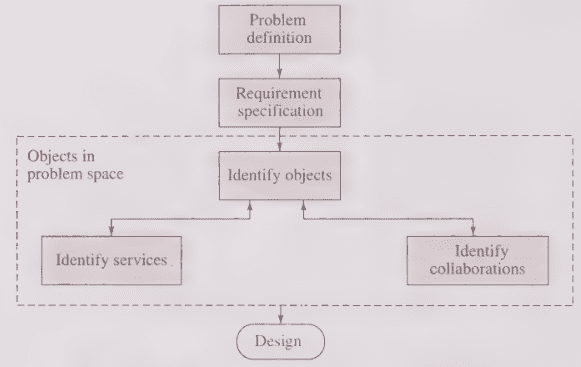 Problem
definition
Requirement
specification
Objects in
problem space
Identify objects
Identify services
Identify
collaborations
Design